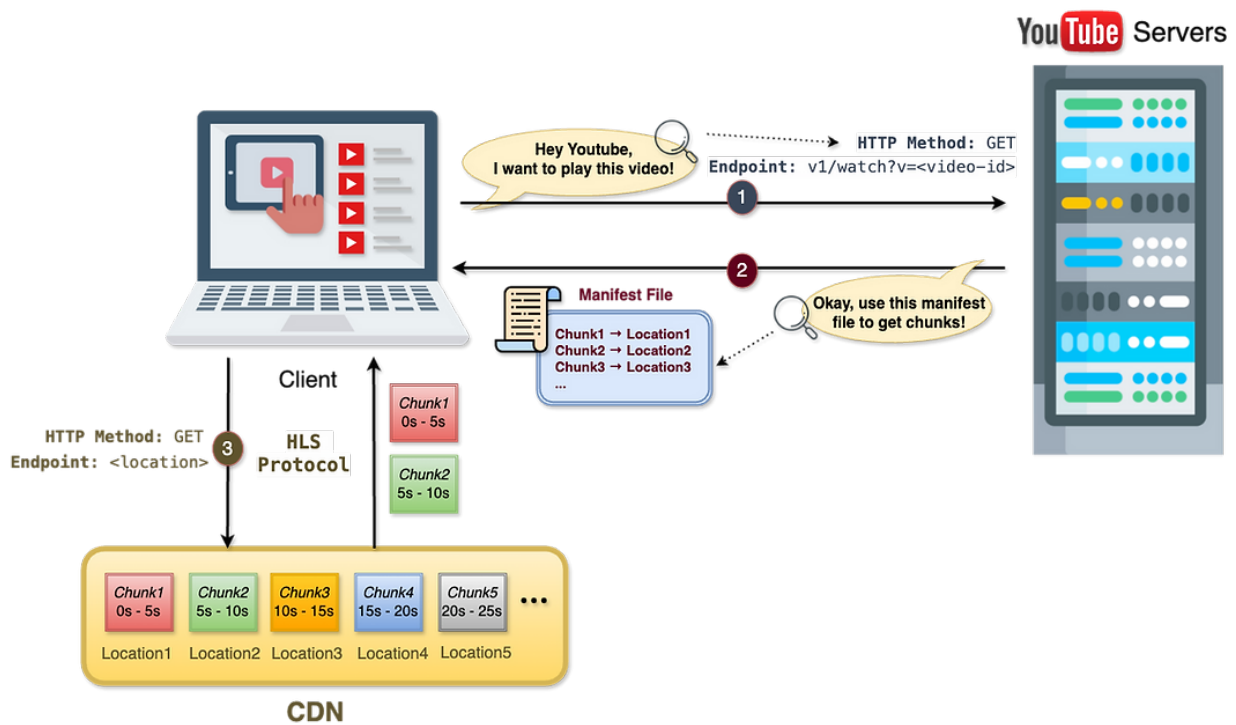 YouTube Servers
Hey Youtube,
I want to play this video!
HTTP Method: GET
Endpoint: v1/watch?v=<video-id>
1
2
Manifest File
Okay, use this manifest
file to get chunks!
Chunk1 → Location1
Chunk2 → Location2
Chunk3 → Location3
...
Client
Chunk1
0s - 5s
HTTP Method: GET
Endpoint: <location>
3
HLS
Protocol
Chunk2
5s - 10s
Chunk1
0s - 5s
Chunk2
5s - 10s
Chunk3
10s - 15s
Chunk4
15s - 20s
Chunk5
20s - 25s
...
Location1
Location2
Location3
Location4
Location5
CDN